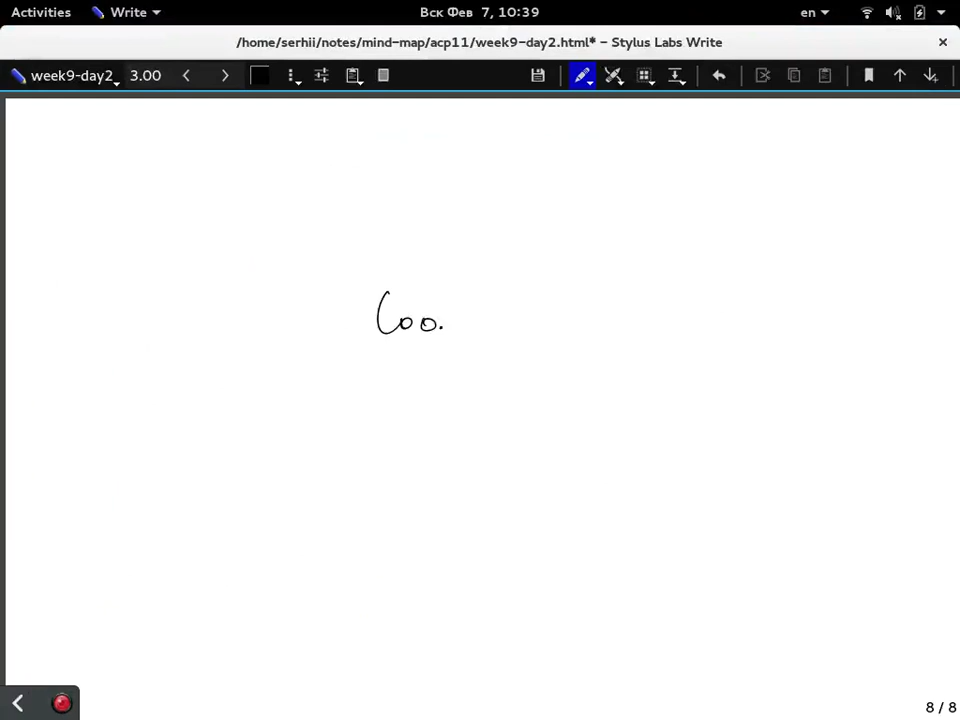 Activities Write Вск Фев 7, 10:39 en
/home/serhii/notes/mind-map/acp11/week9-day2.html* – Stylus Labs Write
week9-day2 3.00
Coo.
8 / 8